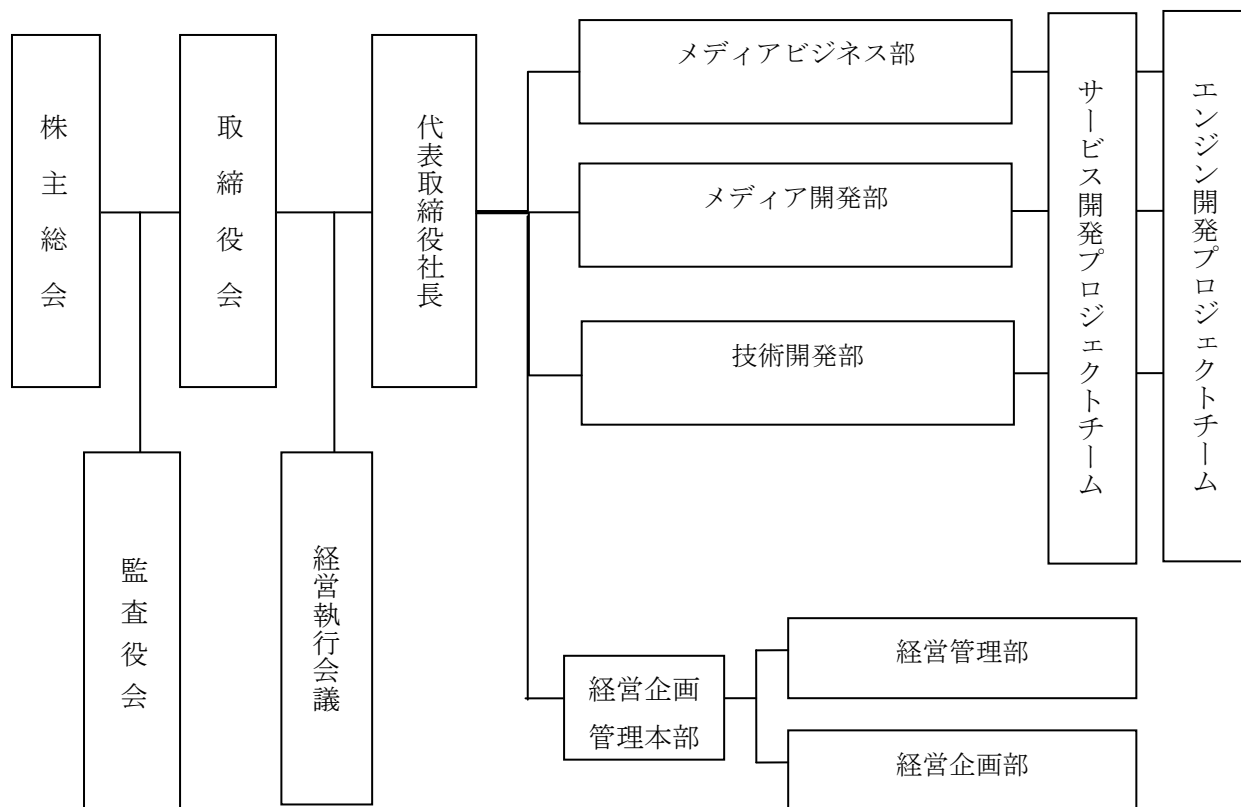 株主総会
取締役会
代表取締役社長
メディアビジネス部
メディア開発部
技術開発部
サービス開発プロジェクトチーム
エンジン開発プロジェクトチーム
監査役会
経営執行会議
経営企画
管理本部
経営管理部
経営企画部